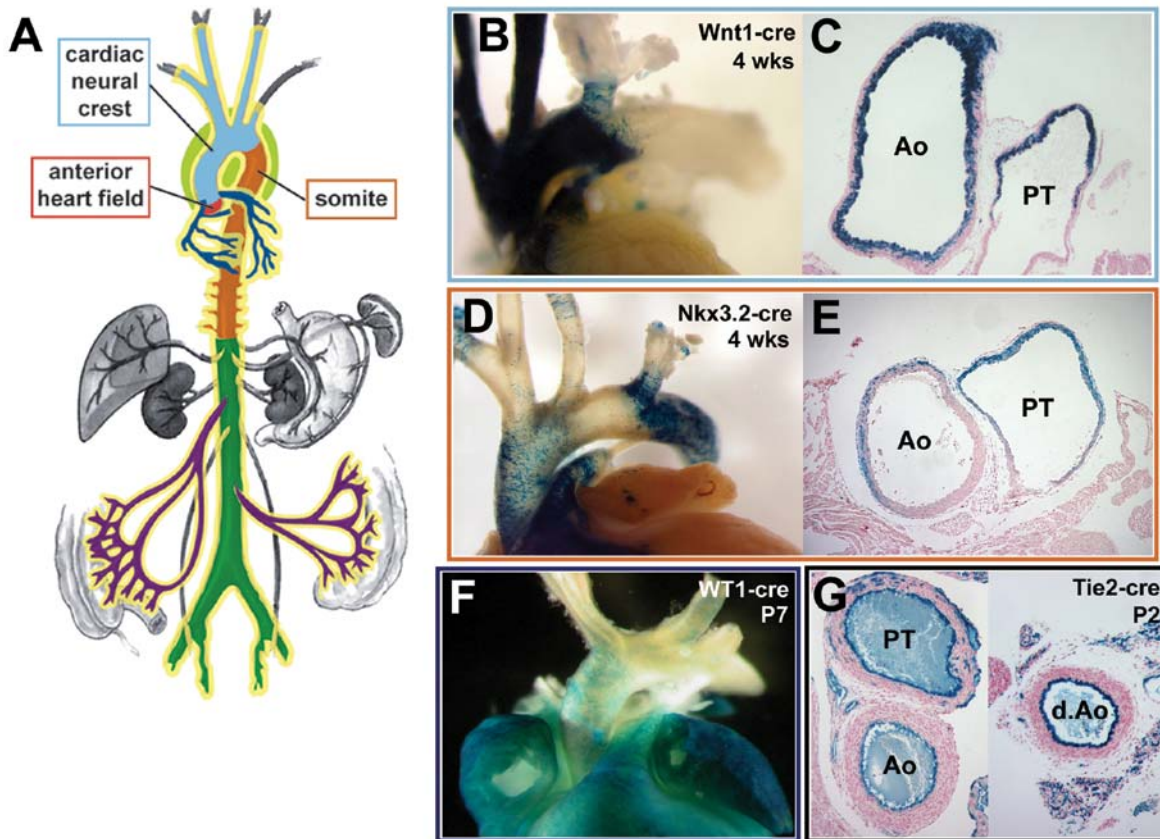 A
cardiac
neural
crest
anterior
heart field
somite
B
Wnt1-cre
4 wks
C
Ao
PT
D
Nkx3.2-cre
4 wks
E
Ao
PT
F
WT1-cre
P7
G
Tie2-cre
P2
PT
Ao
d.Ao